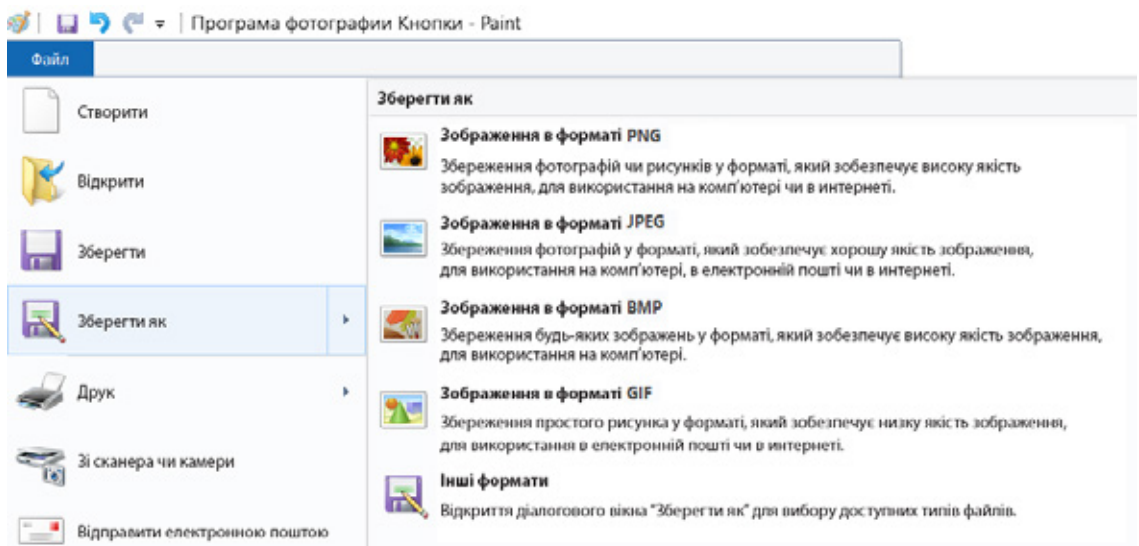 Програма фотографии Кнопки - Paint
Файл
Створити
Відкрити
Зберегти
Зберегти як
Друк
Зі сканера чи камери
Відправити електронною поштою
Зберегти як
Зображення в форматі PNG
Збереження фотографій чи рисунків у форматі, який зобезпечує високу якість
зображення, для використання на комп'ютері чи в интернеті.
Зображення в форматі JPEG
Збереження фотографій у форматі, який зобезпечує хорошу якість зображення,
для використання на комп'ютері, в електронній пошті чи в интернеті.
Зображення в форматі BMP
Збереження будь-яких зображень у форматі, який зобезпечує високу якість зображення,
для використання на комп'ютері.
Зображення в форматі GIF
Збереження простого рисунка у форматі, який зобезпечує низку якість зображення,
для використання в електронній пошті чи в интернеті.
Інші формати
Відкриття діалогового вікна "Зберегти як" для вибору доступних типів файлів.